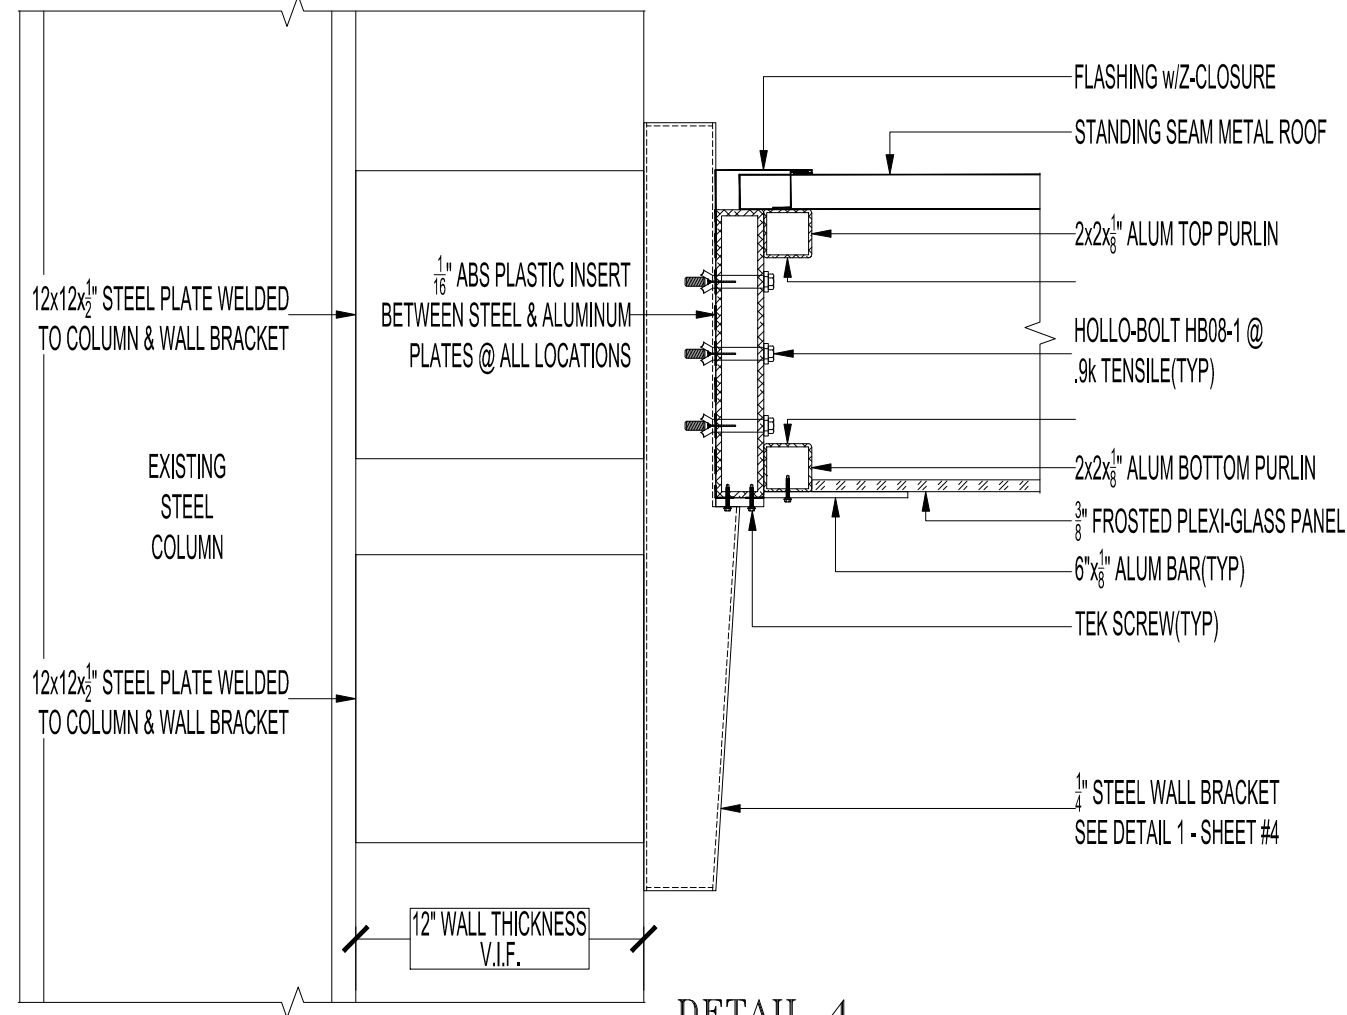 FLASHING w/Z-CLOSURE
STANDING SEAM METAL ROOF
2x2x1/8" ALUM TOP PURLIN
1/16" ABS PLASTIC INSERT
BETWEEN STEEL & ALUMINUM
PLATES @ ALL LOCATIONS
12x12x1/2" STEEL PLATE WELDED
TO COLUMN & WALL BRACKET
HOLLO-BOLT HB08-1 @
.9k TENSILE(TYP)
EXISTING
STEEL
COLUMN
2x2x1/8" ALUM BOTTOM PURLIN
3/8" FROSTED PLEXI-GLASS PANEL
6"x1/8" ALUM BAR(TYP)
TEK SCREW(TYP)
12x12x1/2" STEEL PLATE WELDED
TO COLUMN & WALL BRACKET
1/4" STEEL WALL BRACKET
SEE DETAIL 1 - SHEET #4
12" WALL THICKNESS
V.I.F.
DETAIL 4